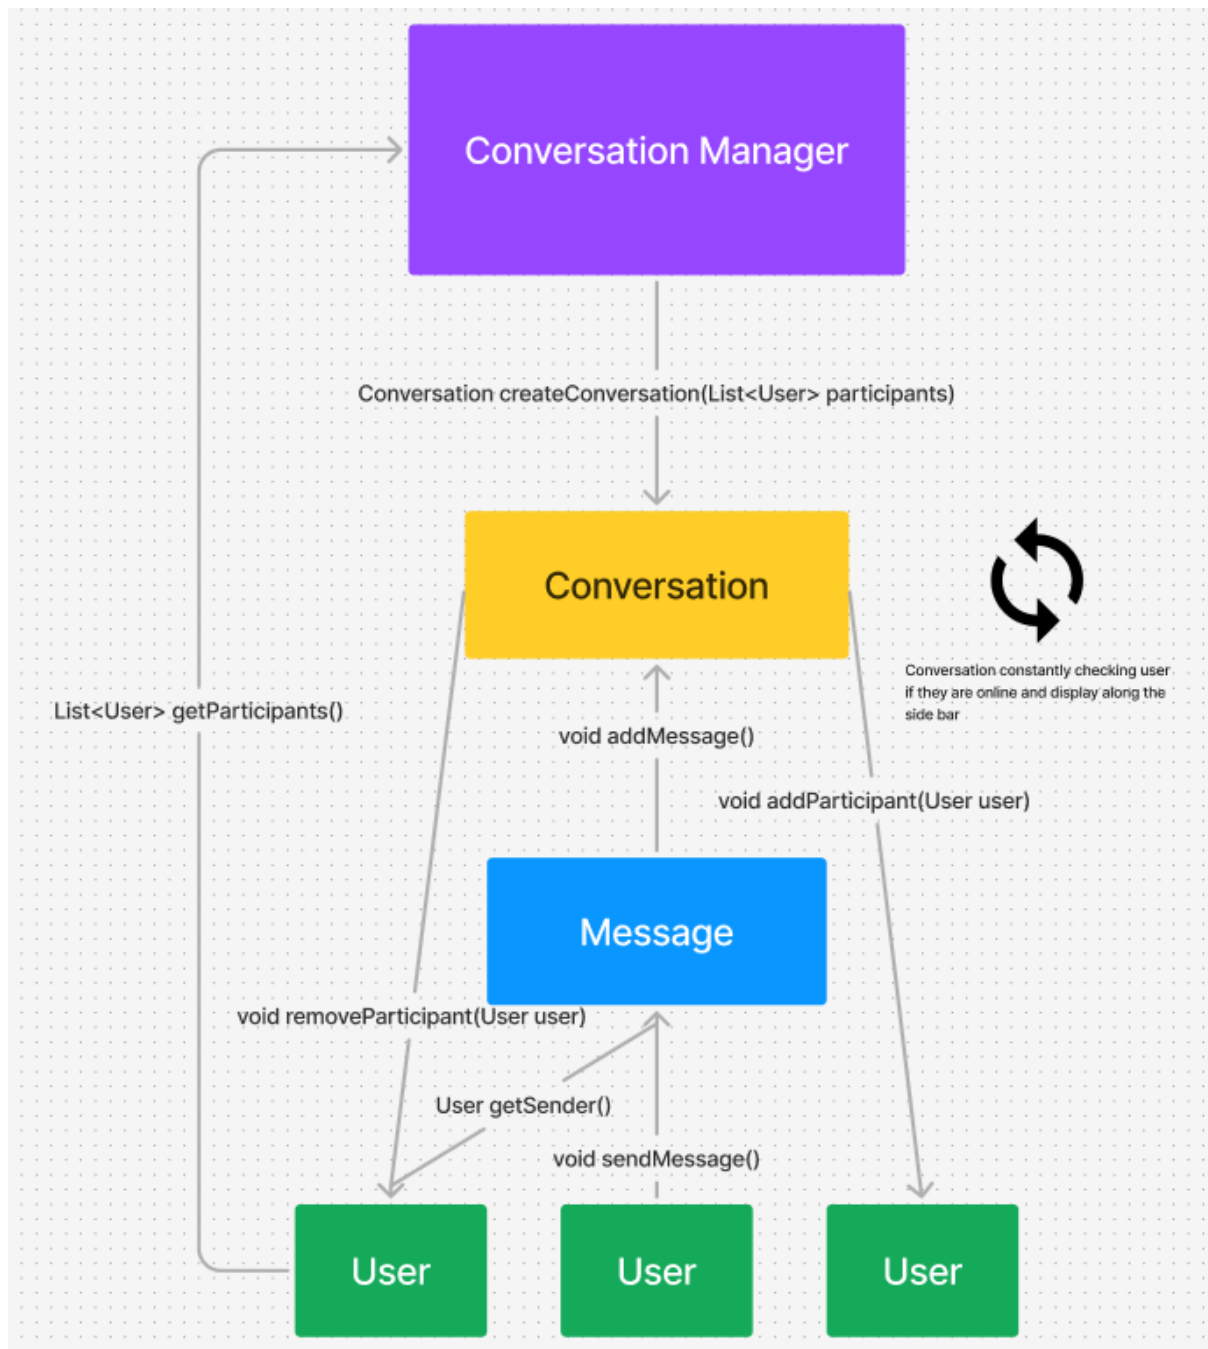 Conversation Manager
Conversation createConversation(List<User> participants)
Conversation
Conversation constantly checking user
if they are online and display along the
side bar
List<User> getParticipants()
void addMessage()
void addParticipant(User user)
Message
void removeParticipant(User user)
User getSender()
void sendMessage()
User
User
User